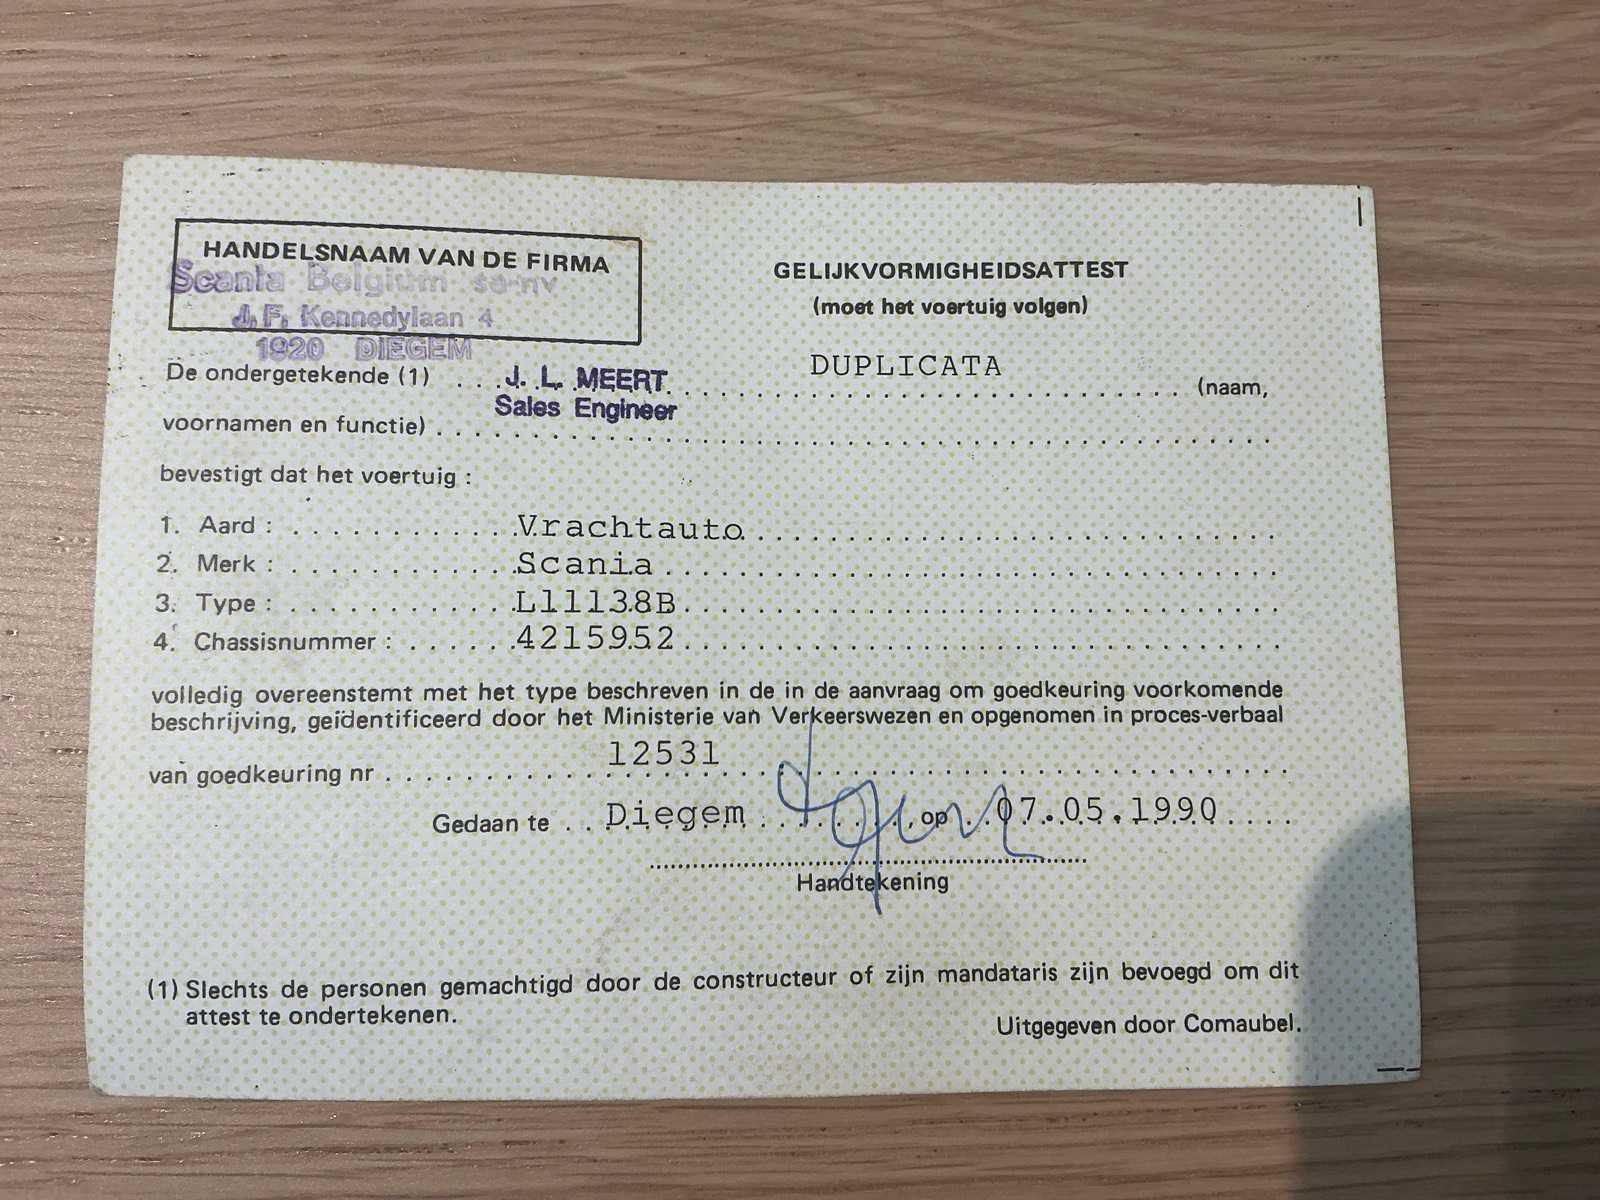 HANDELSNAAM VAN DE FIRMA
Scania Belgium sa-nv
J.F. Kennedylaan 4
1920 DIEGEM
GELIJKVORMIGHEIDSATTEST
(moet het voertuig volgen)
DUPLICATA
De ondergetekende (1) . . . J. L. MEERT . . . . . . . . . . . . . . . . . . . . . . . . . . . . (naam,
Sales Engineer
voornamen en functie) . . . . . . . . . . . . . . . . . . . . . . . . . . . . . . . . . . . . . . . .
bevestigt dat het voertuig :
1. Aard : . . . . . . . . . . . . Vrachtauto . . . . . . . . . . . . . . . . . . . . . . . . . . . .
2. Merk : . . . . . . . . . . . . Scania . . . . . . . . . . . . . . . . . . . . . . . . . . . . . . .
3. Type : . . . . . . . . . . . . L11138B . . . . . . . . . . . . . . . . . . . . . . . . . . . . . .
4. Chassisnummer : . . . . . . 4215952 . . . . . . . . . . . . . . . . . . . . . . . . . . . . . .
volledig overeenstemt met het type beschreven in de in de aanvraag om goedkeuring voorkomende
beschrijving, geïdentificeerd door het Ministerie van Verkeerswezen en opgenomen in proces-verbaal
12531
van goedkeuring nr . . . . . . . . . . . . . . . . . . . . . . . . . . . . . . . . . . . . . . . . . .
Gedaan te . . Diegem . . . . . . . . , op . . 07.05.1990 . . . .
Handtekening
(1) Slechts de personen gemachtigd door de constructeur of zijn mandataris zijn bevoegd om dit
attest te ondertekenen.
Uitgegeven door Comaubel.